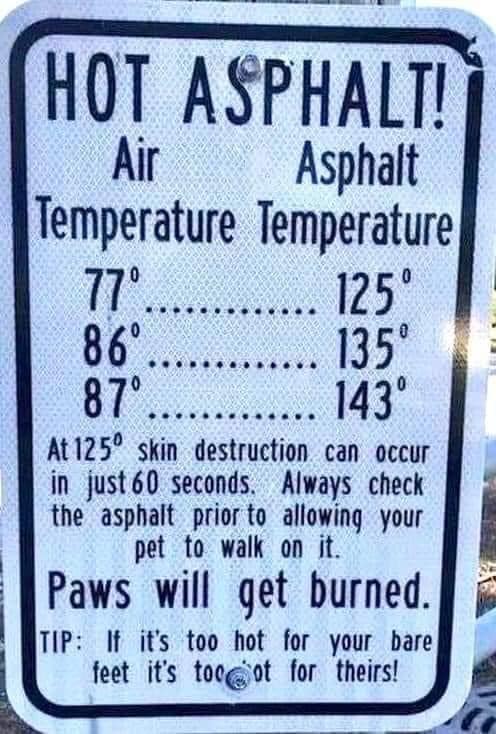 HOT ASPHALT!
Air Asphalt
Temperature Temperature
77°............. 125°
86°............. 135°
87°............. 143°
At 125° skin destruction can occur
in just 60 seconds. Always check
the asphalt prior to allowing your
pet to walk on it.
Paws will get burned.
TIP: If it's too hot for your bare
feet it's too hot for theirs!